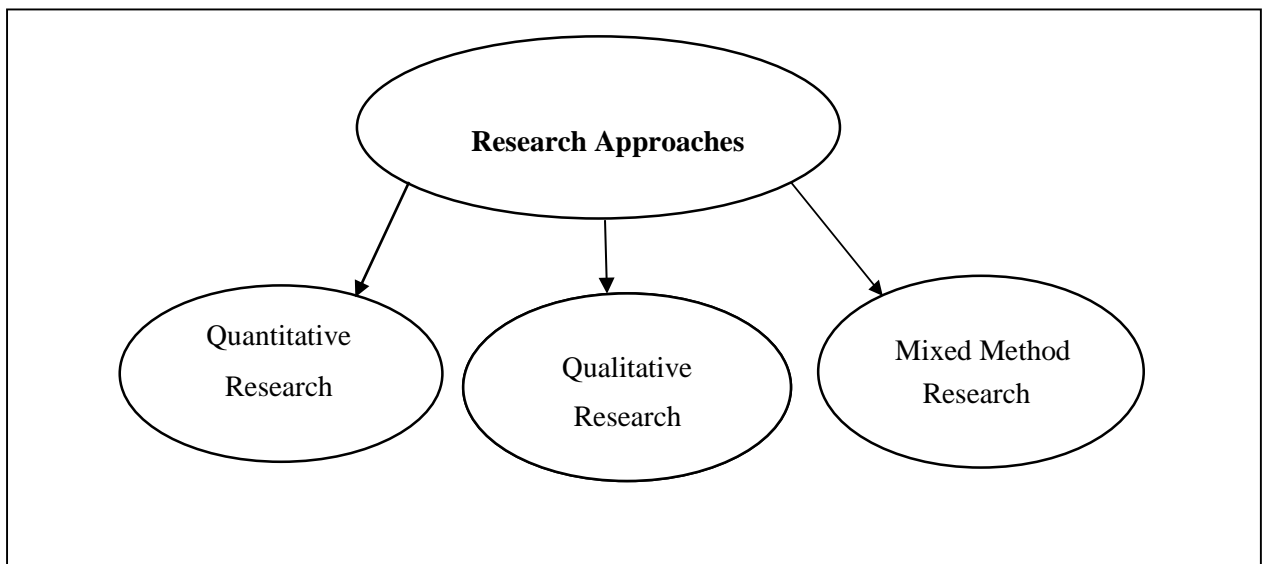 Research Approaches
Quantitative
Research
Qualitative
Research
Mixed Method
Research